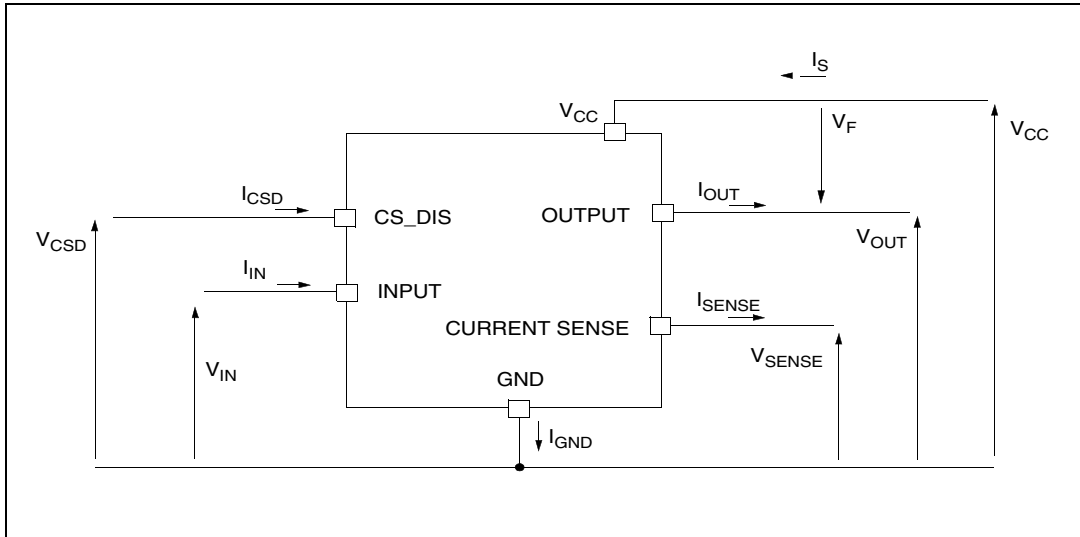 I_S
V_CC
V_F
V_CC
I_CSD
I_OUT
CS_DIS
OUTPUT
V_CSD
V_OUT
I_IN
INPUT
I_SENSE
CURRENT SENSE
V_IN
V_SENSE
GND
I_GND